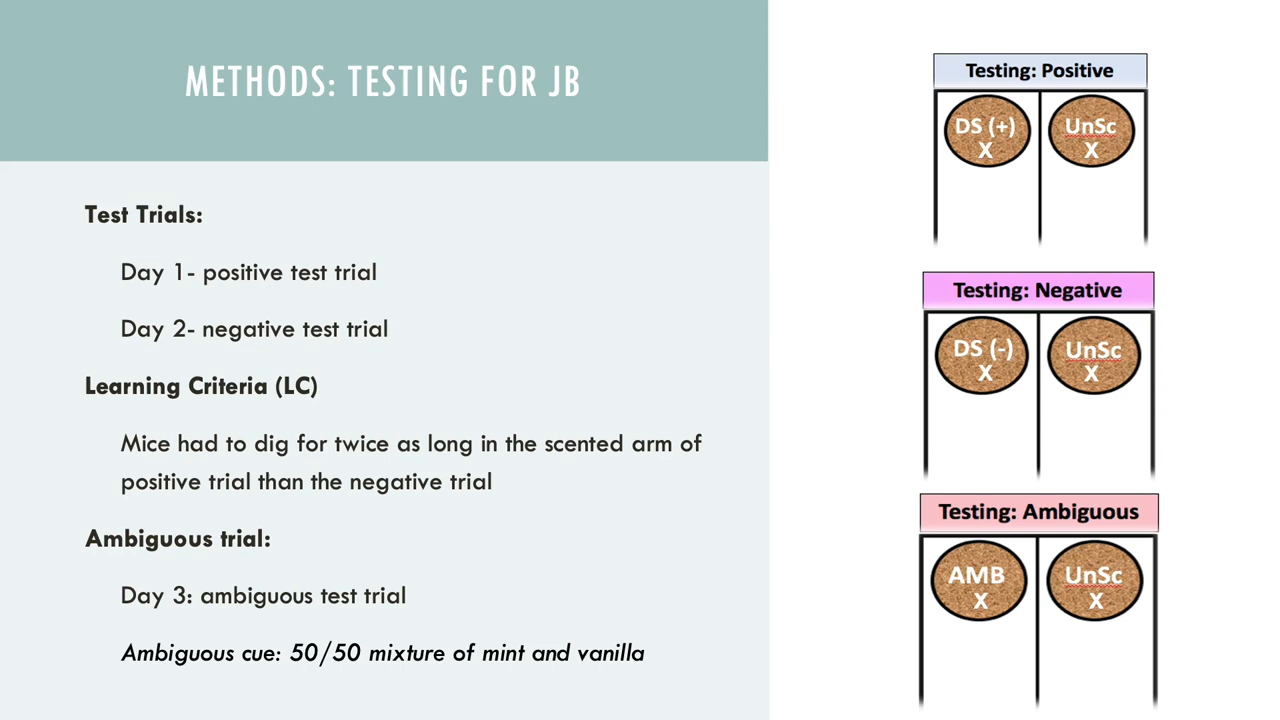 METHODS: TESTING FOR JB
Test Trials:
Day 1- positive test trial
Day 2- negative test trial
Learning Criteria (LC)
Mice had to dig for twice as long in the scented arm of
positive trial than the negative trial
Ambiguous trial:
Day 3: ambiguous test trial
Ambiguous cue: 50/50 mixture of mint and vanilla
Testing: Positive
DS (+) UnSc
X X
Testing: Negative
DS (-) UnSc
X X
Testing: Ambiguous
AMB UnSc
X X